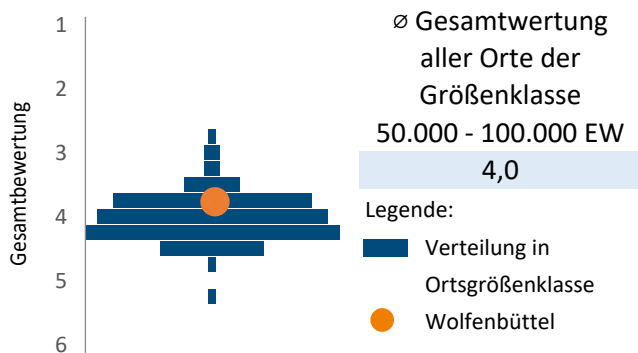 Gesamtbewertung
1
2
3
4
5
6
⌀ Gesamtwertung
aller Orte der
Größenklasse
50.000 - 100.000 EW
4,0
Legende:
Verteilung in
Ortsgrößenklasse
Wolfenbüttel